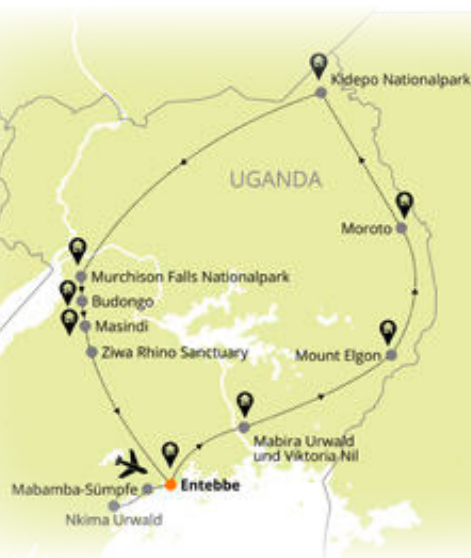 Kidepo Nationalpark
UGANDA
Moroto
Murchison Falls Nationalpark
Budongo
Masindi
Ziwa Rhino Sanctuary
Mount Elgon
Mabira Urwald
und Viktoria Nil
Entebbe
Mabamba-Sümpfe
Nkima Urwald